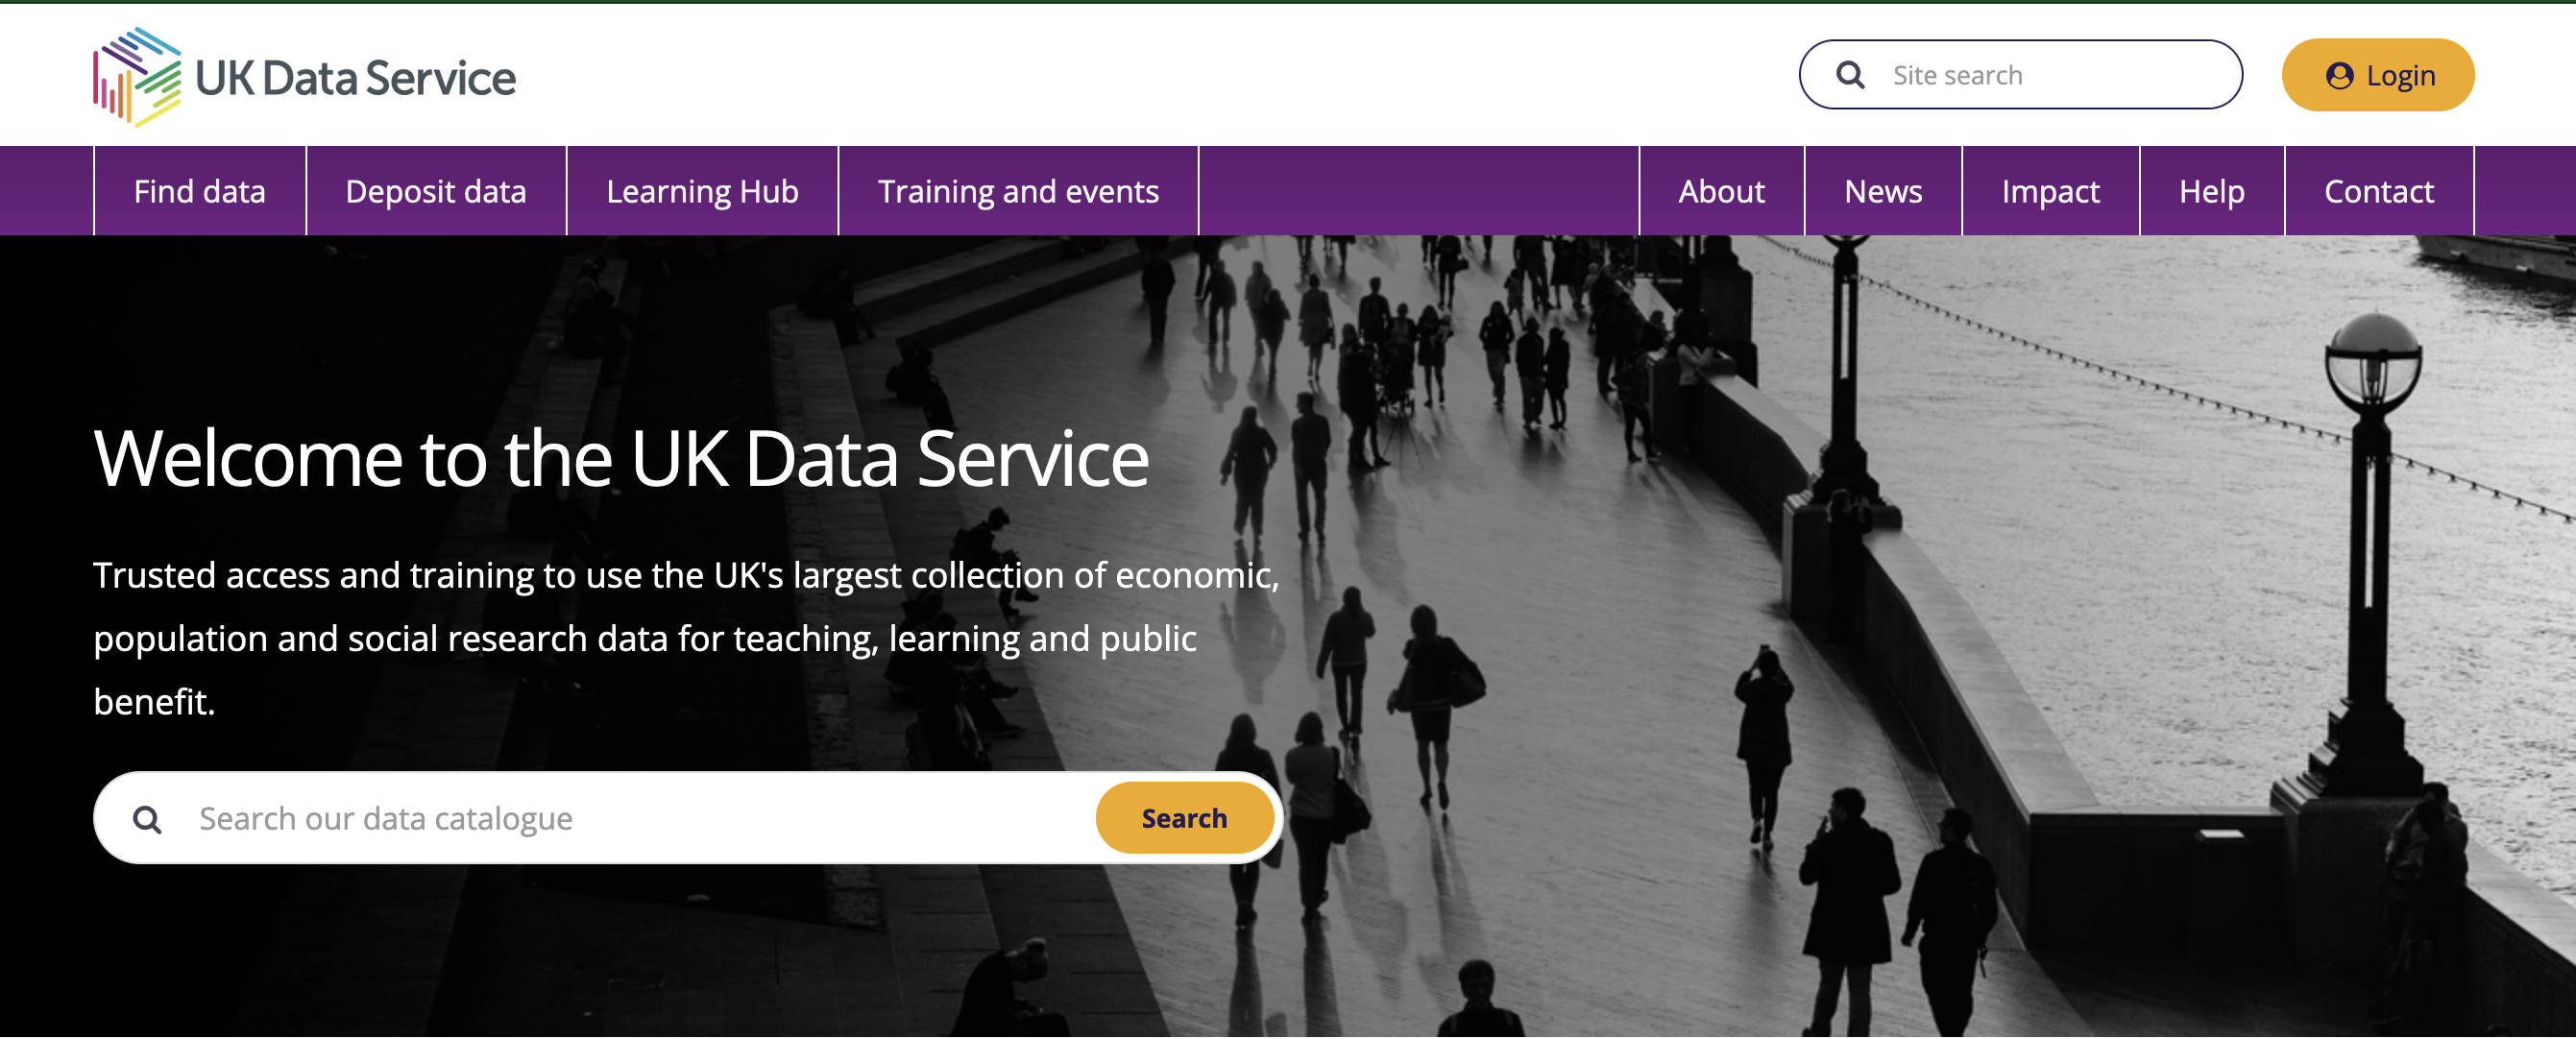 UK Data Service
Site search
Login
Find data
Deposit data
Learning Hub
Training and events
About
News
Impact
Help
Contact
Welcome to the UK Data Service
Trusted access and training to use the UK's largest collection of economic,
population and social research data for teaching, learning and public
benefit.
Search our data catalogue
Search